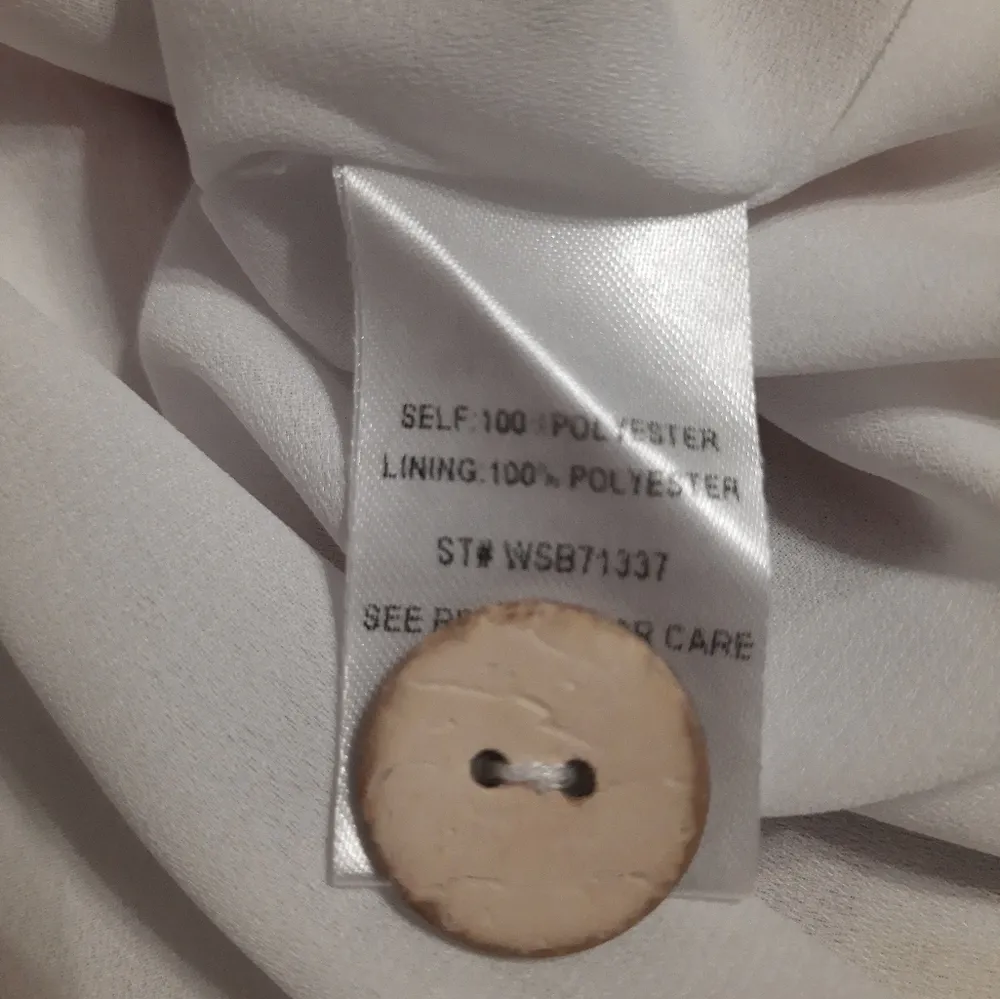 SELF:100% POLYESTER
LINING:100% POLYESTER
ST# WSB71337
SEE CARE